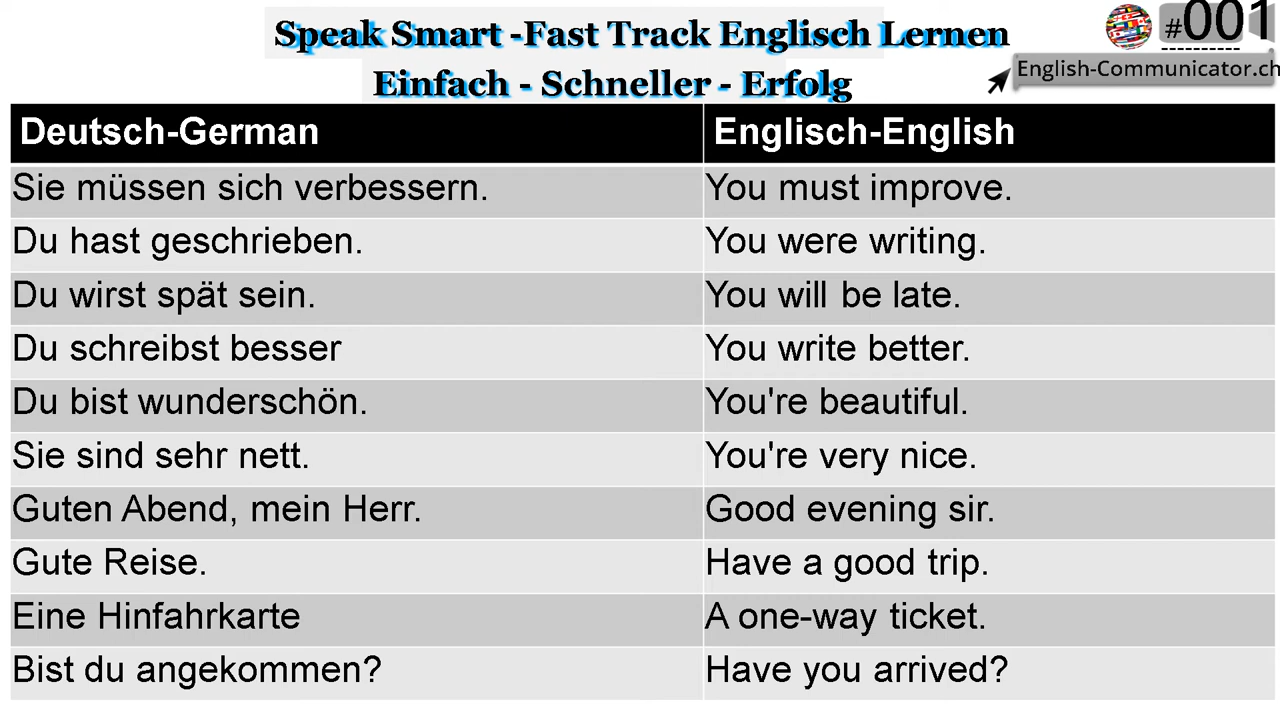 Speak Smart -Fast Track Englisch Lernen
Einfach - Schneller - Erfolg
#001
English-Communicator.ch
Deutsch-German Englisch-English
Sie müssen sich verbessern. You must improve.
Du hast geschrieben. You were writing.
Du wirst spät sein. You will be late.
Du schreibst besser You write better.
Du bist wunderschön. You're beautiful.
Sie sind sehr nett. You're very nice.
Guten Abend, mein Herr. Good evening sir.
Gute Reise. Have a good trip.
Eine Hinfahrkarte A one-way ticket.
Bist du angekommen? Have you arrived?